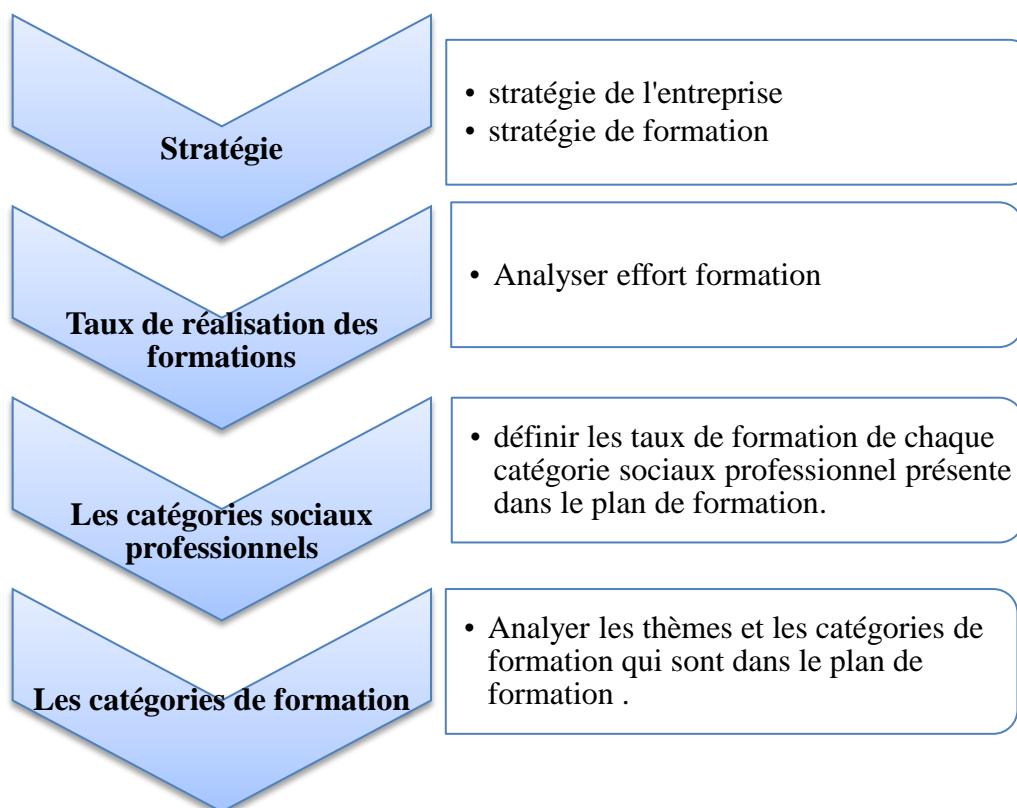 Stratégie
• stratégie de l'entreprise
• stratégie de formation
Taux de réalisation des
formations
• Analyser effort formation
Les catégories sociaux
professionnels
• définir les taux de formation de chaque
catégorie sociaux professionnel présente
dans le plan de formation.
Les catégories de formation
• Analyer les thèmes et les catégories de
formation qui sont dans le plan de
formation .